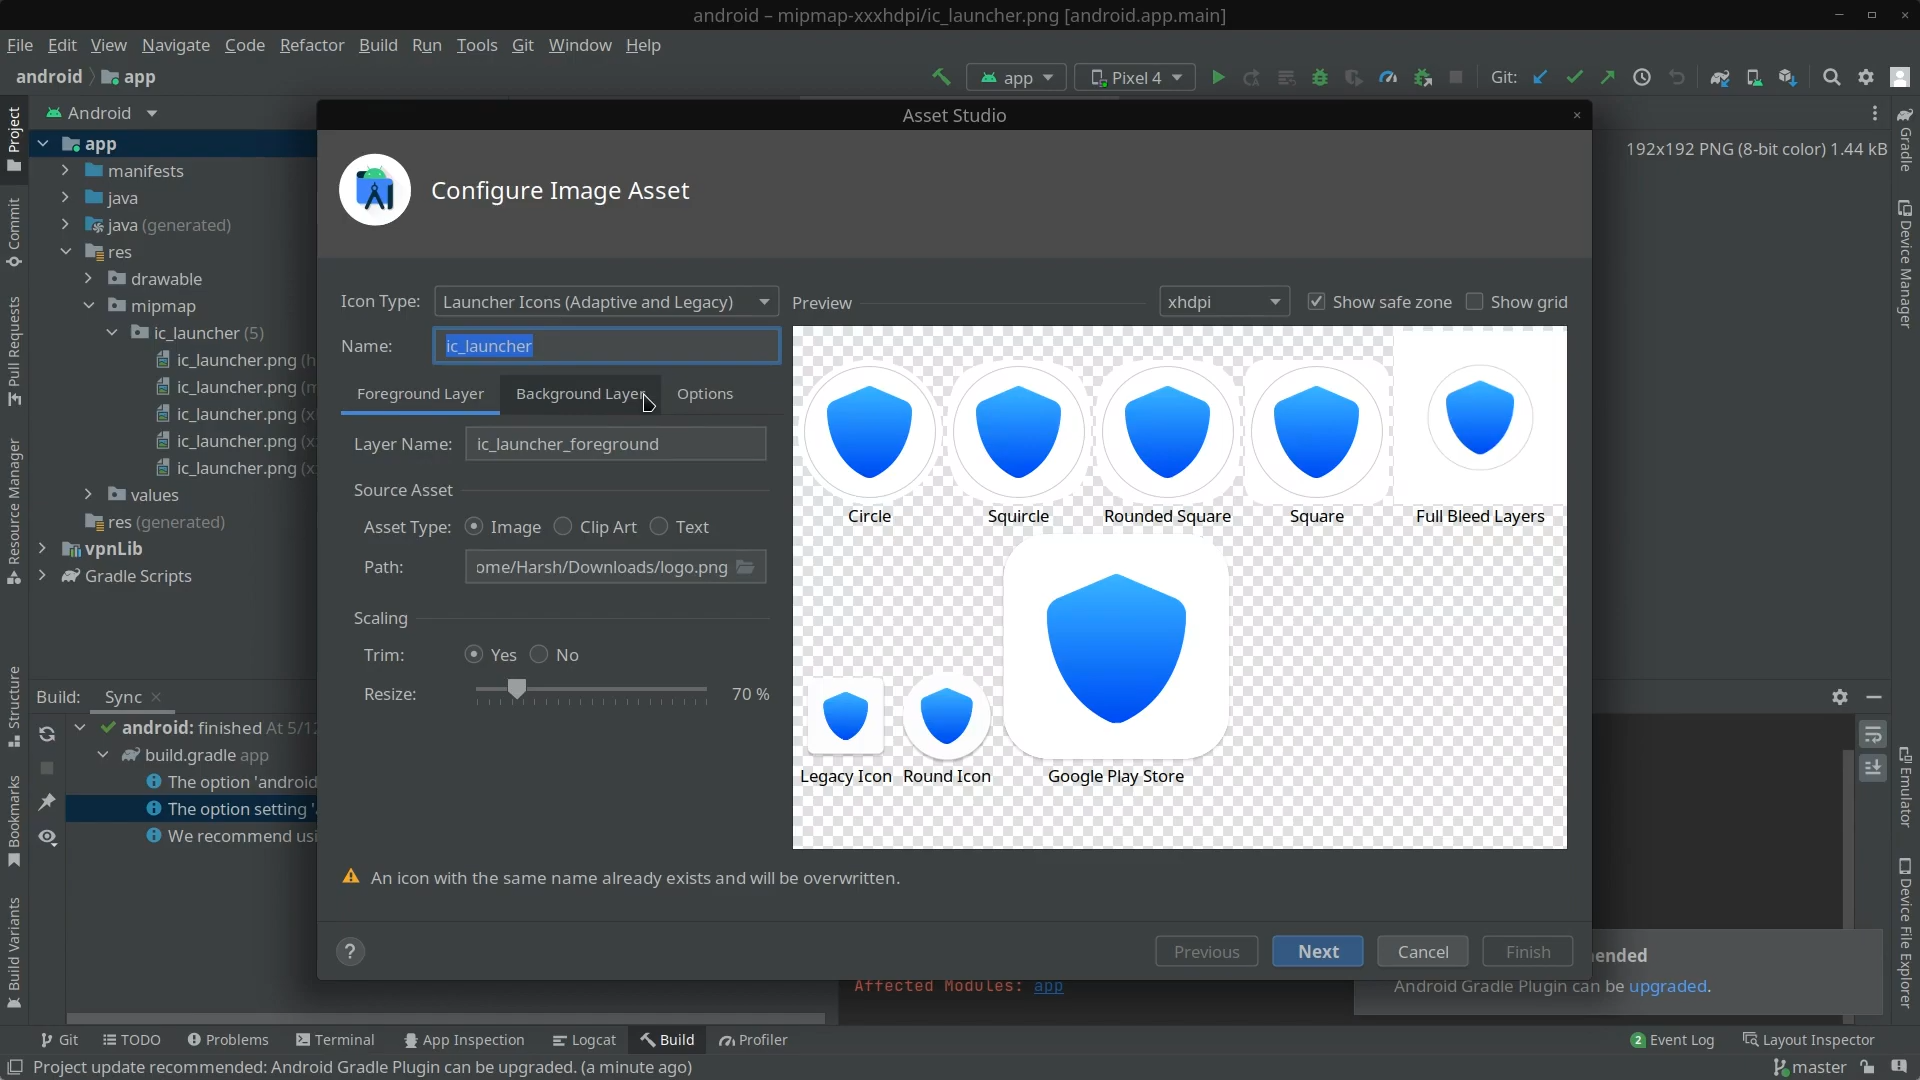 android – mipmap-xxxhdpi/ic_launcher.png [android.app.main]
File Edit View Navigate Code Refactor Build Run Tools Git Window Help
android app
app
Pixel 4
Git:
Project
Commit
Pull Requests
Resource Manager
Structure
Bookmarks
Build Variants
Android
app
manifests
java
java (generated)
res
drawable
mipmap
ic_launcher (5)
ic_launcher.png (h
ic_launcher.png (m
ic_launcher.png (x
ic_launcher.png (x
ic_launcher.png (x
values
res (generated)
vpnLib
Gradle Scripts
192x192 PNG (8-bit color) 1.44 kB
Gradle
Device Manager
Emulator
Device File Explorer
Asset Studio
Configure Image Asset
Icon Type: Launcher Icons (Adaptive and Legacy)
Name: ic_launcher
Foreground Layer Background Layer Options
Layer Name: ic_launcher_foreground
Source Asset
Asset Type: Image Clip Art Text
Path: ome/Harsh/Downloads/logo.png
Scaling
Trim: Yes No
Resize: 70 %
Preview xhdpi Show safe zone Show grid
Circle Squircle Rounded Square Square Full Bleed Layers
Legacy Icon Round Icon Google Play Store
An icon with the same name already exists and will be overwritten.
? Previous Next Cancel Finish
Build: Sync
android: finished At 5/12
build.gradle app
The option 'android
The option setting '
We recommend usi
Affected Modules: app
ended
Android Gradle Plugin can be upgraded.
Git TODO Problems Terminal App Inspection Logcat Build Profiler
2 Event Log Layout Inspector
Project update recommended: Android Gradle Plugin can be upgraded. (a minute ago)
master